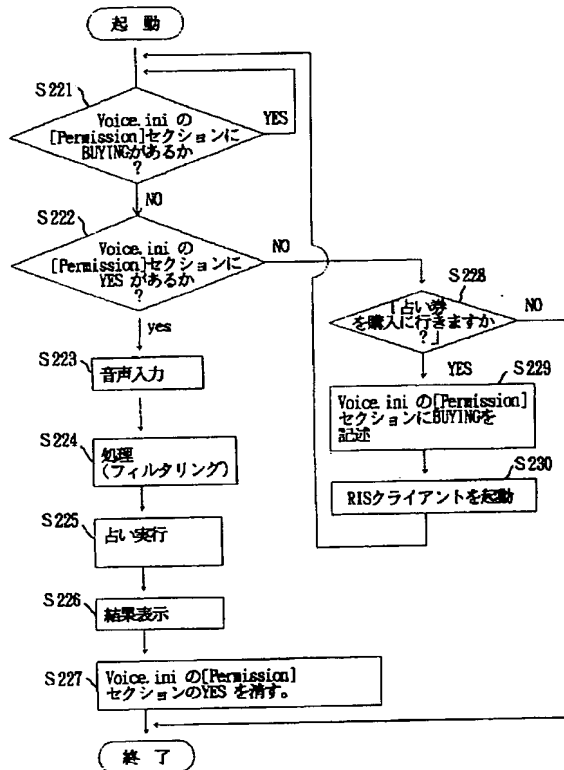 起 動
S221
Voice.ini の
[Permission]セクションに
BUYINGがあるか
?
YES
NO
S222
Voice.ini の
[Permission]セクションに
YES があるか
?
NO
yes
S228
「占い券
を購入に行きますか
?」
NO
YES
S223
音声入力
S229
Voice.ini の[Permission]
セクションにBUYINGを
記述
S224
処理
(フィルタリング)
S230
RISクライアントを起動
S225
占い実行
S226
結果表示
S227
Voice.ini の[Permission]
セクションのYES を消す。
終 了